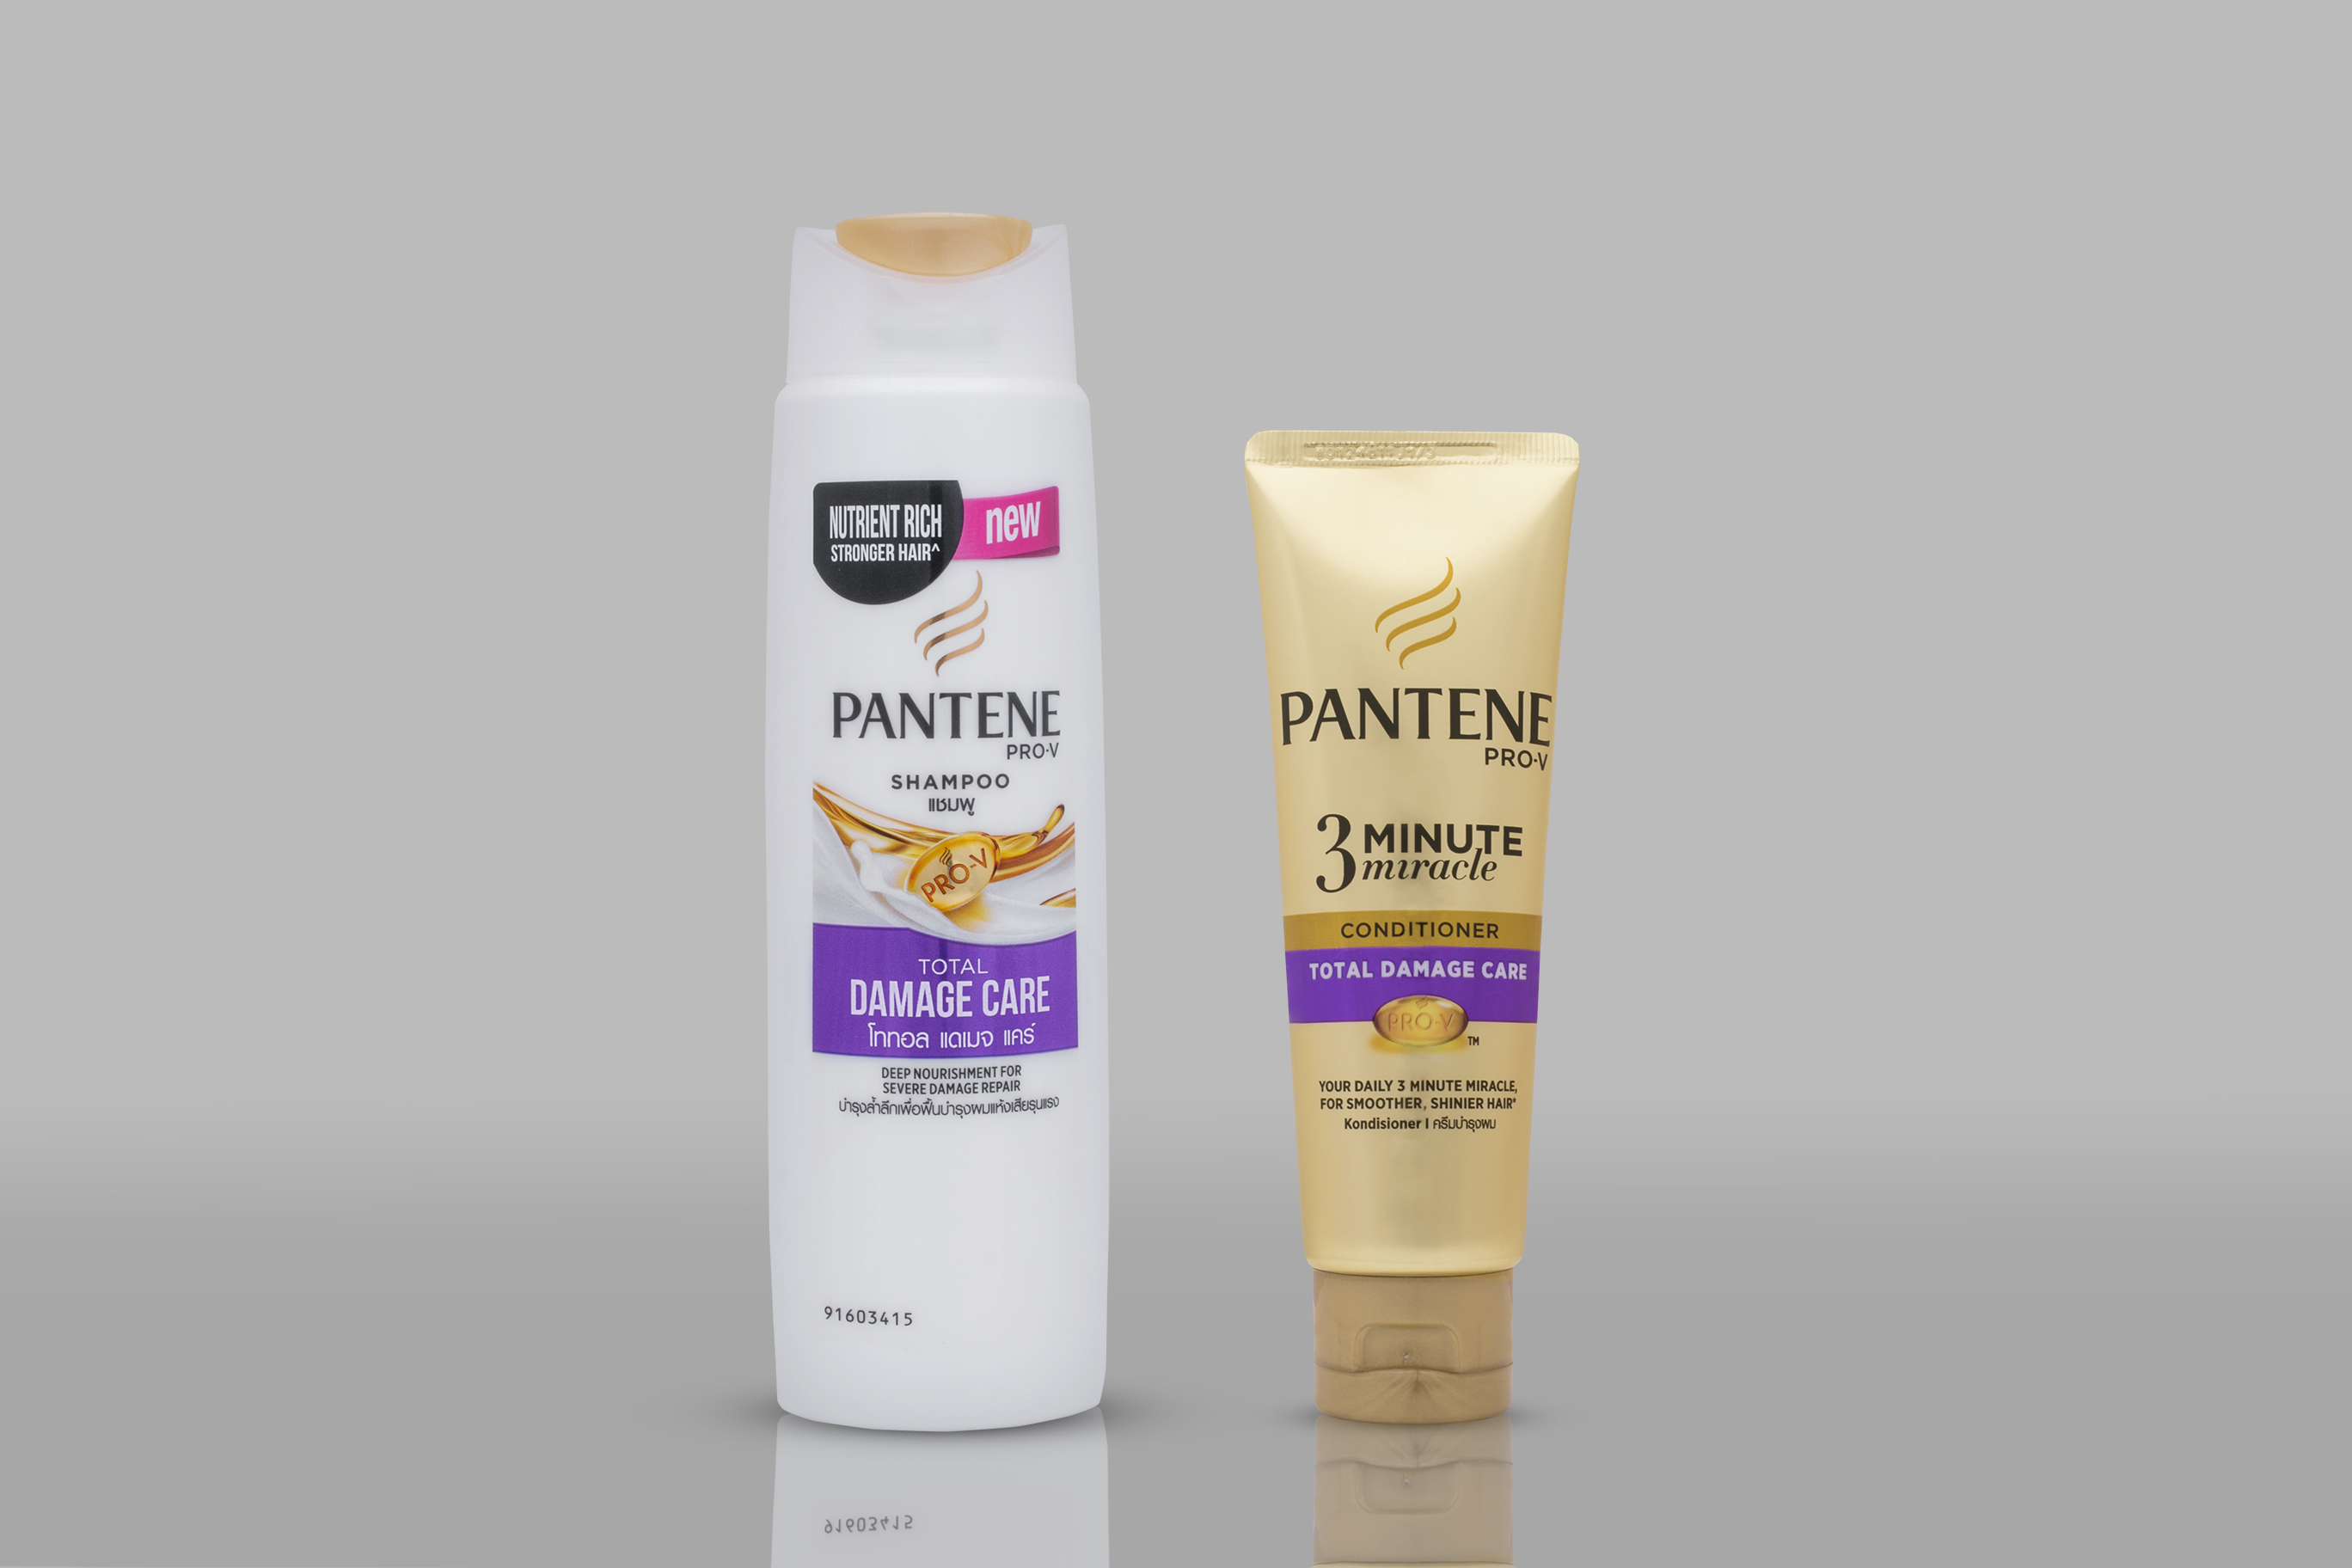 NUTRIENT RICH
STRONGER HAIR^
new
PANTENE
PRO-V
SHAMPOO
แชมพู
PRO-V
TOTAL
DAMAGE CARE
โททอล แดเมจ แคร์
DEEP NOURISHMENT FOR
SEVERE DAMAGE REPAIR
บำรุงล้ำลึกเพื่อฟื้นบำรุงผมแห้งเสียรุนแรง
91603415
PANTENE
PRO-V
3 MINUTE
miracle
CONDITIONER
TOTAL DAMAGE CARE
PRO-V
TM
YOUR DAILY 3 MINUTE MIRACLE,
FOR SMOOTHER, SHINIER HAIR*
Kondisioner I ครีมบำรุงผม